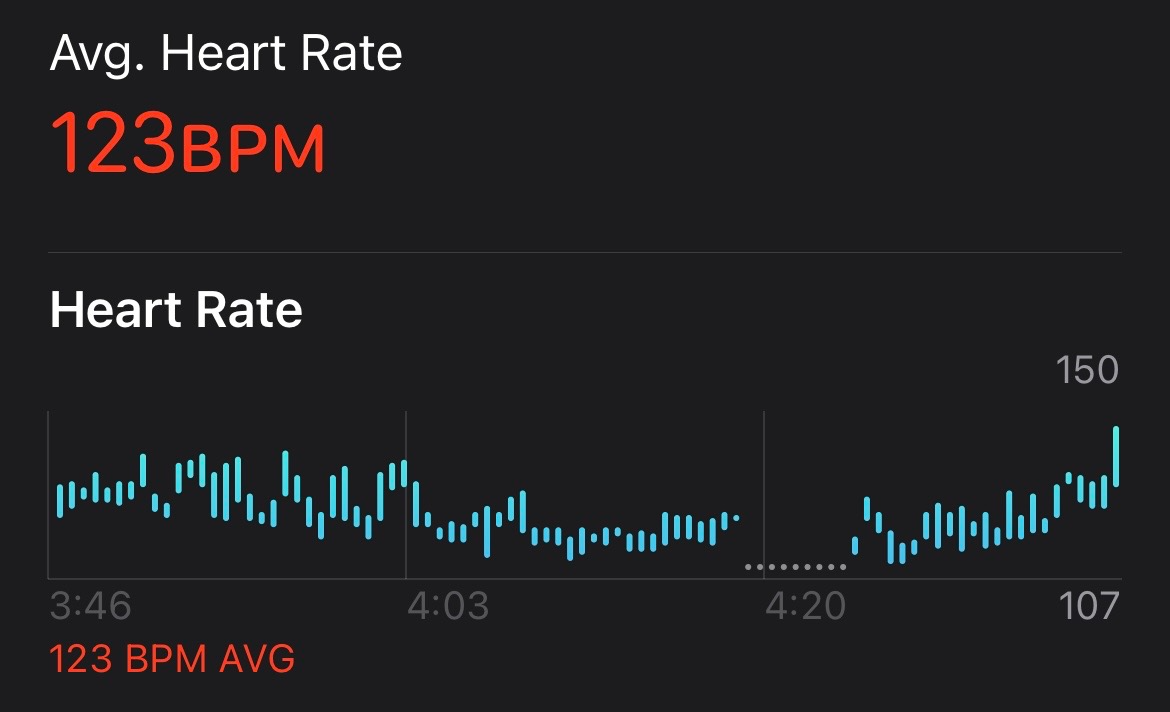 Avg. Heart Rate
123BPM
Heart Rate
150
3:46 4:03 4:20 107
123 BPM AVG